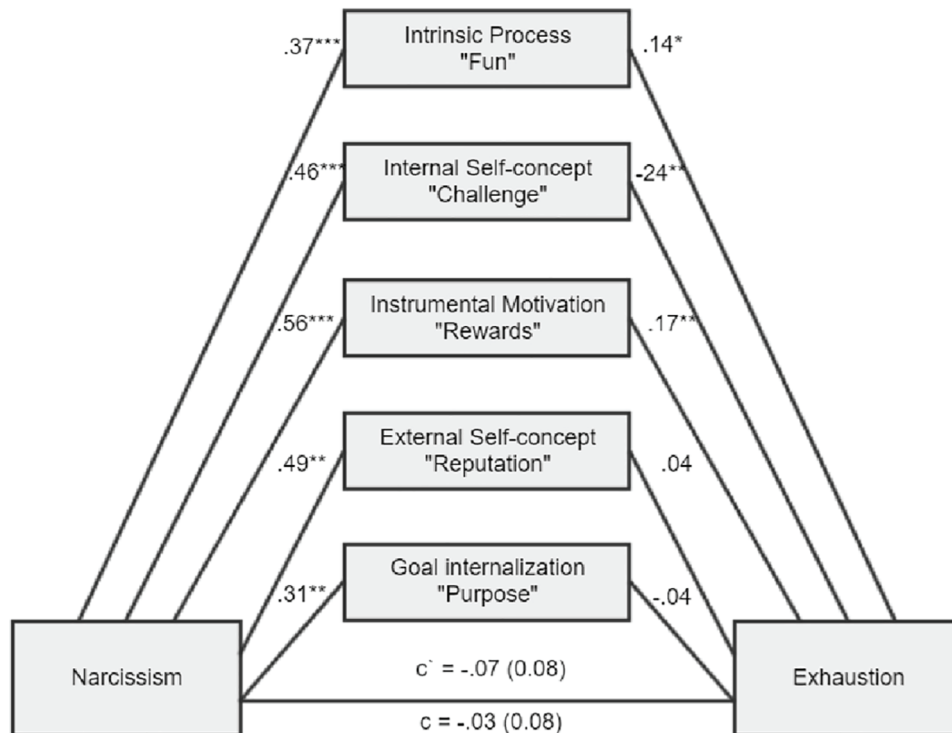 Intrinsic Process
"Fun"
.37***
.14*
Internal Self-concept
"Challenge"
.46***
-24**
Instrumental Motivation
"Rewards"
.56***
.17**
External Self-concept
"Reputation"
.49**
.04
Goal internalization
"Purpose"
.31**
-.04
Narcissism
c` = -.07 (0.08)
Exhaustion
c = -.03 (0.08)